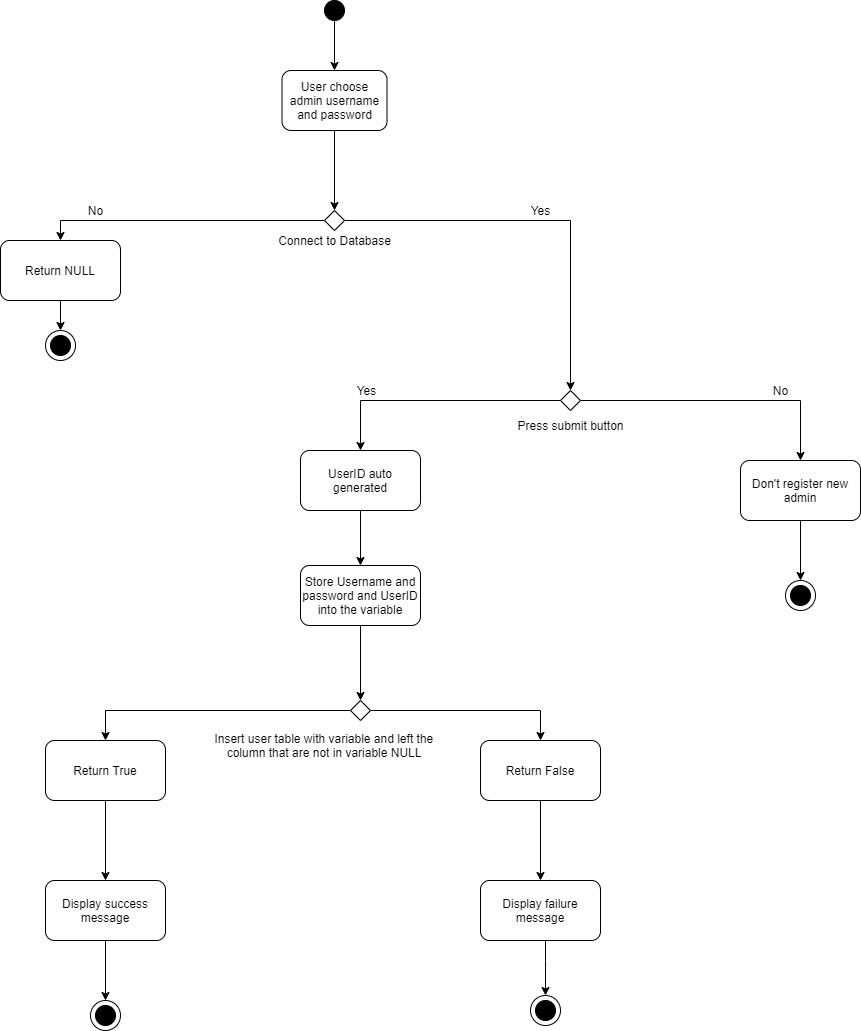 User choose
admin username
and password
No
Yes
Connect to Database
Return NULL
Yes
No
Press submit button
UserID auto
generated
Don't register new
admin
Store Username and
password and UserID
into the variable
Insert user table with variable and left the
column that are not in variable NULL
Return True
Return False
Display success
message
Display failure
message